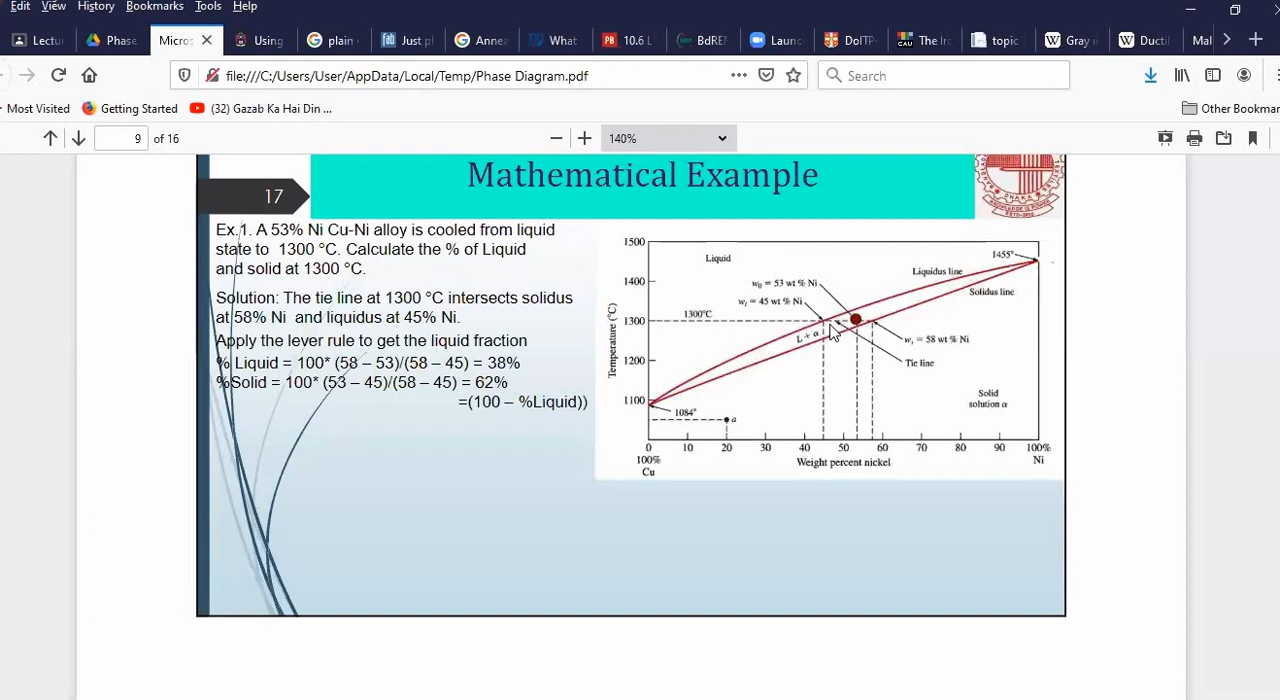 Edit View History Bookmarks Tools Help
Lectu Phase Micros Using plain Just pl Annea What 10.6 L BdREN Launc DoITP The Iro topic Gray i Ductil Mal
file:///C:/Users/User/AppData/Local/Temp/Phase Diagram.pdf
Search
Most Visited Getting Started (32) Gazab Ka Hai Din ... Other Bookmar
9 of 16 140%
17
Mathematical Example
DHAKA
KNOWLEDGE IS POWER
Ex.1. A 53% Ni Cu-Ni alloy is cooled from liquid
state to 1300 °C. Calculate the % of Liquid
and solid at 1300 °C.
Solution: The tie line at 1300 °C intersects solidus
at 58% Ni and liquidus at 45% Ni.
Apply the lever rule to get the liquid fraction
% Liquid = 100* (58 – 53)/(58 – 45) = 38%
%Solid = 100* (53 – 45)/(58 – 45) = 62%
=(100 – %Liquid))
Temperature (°C)
1500
1400
1300
1200
1100
Liquid
1455°
Liquidus line
w₀ = 53 wt % Ni
Solidus line
wₗ = 45 wt % Ni
1300°C
L + α
wₛ = 58 wt % Ni
Tie line
Solid
solution α
1084°
a
0 10 20 30 40 50 60 70 80 90 100%
100% Weight percent nickel Ni
Cu